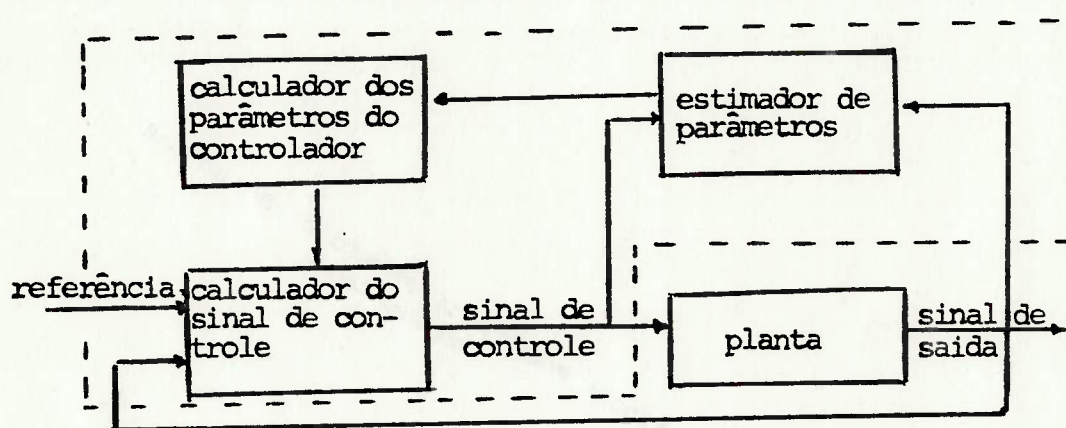 calculador dos
parâmetros do
controlador
estimador de
parâmetros
referência
calculador do
sinal de con-
trole
sinal de
controle
planta
sinal de
saida